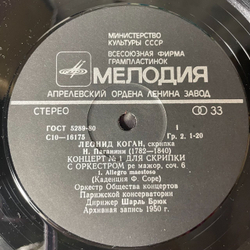 МИНИСТЕРСТВО
КУЛЬТУРЫ СССР
ВСЕСОЮЗНАЯ ФИРМА
ГРАМПЛАСТИНОК
МЕЛОДИЯ
АПРЕЛЕВСКИЙ ОРДЕНА ЛЕНИНА ЗАВОД
СТЕРЕО 33
ГОСТ 5289-80 1
С10—16175 Гр. 2. 1-20
ЛЕОНИД КОГАН, скрипка
Н. Паганини (1782—1840)
КОНЦЕРТ № 1 ДЛЯ СКРИПКИ
С ОРКЕСТРОМ ре мажор, соч. 6
1. Allegro maestoso
(Каденция Ф. Соре)
Оркестр Общества концертов
Парижской консерватории
Дирижер Шарль Брюк
Архивная запись 1950 г.